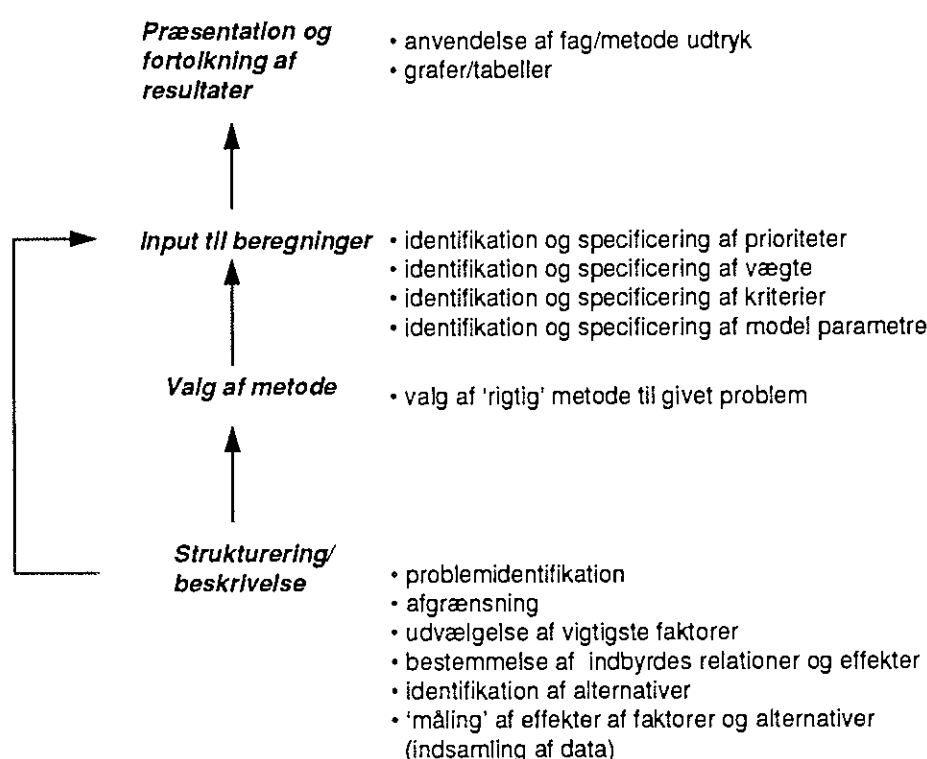 Præsentation og
fortolkning af
resultater
• anvendelse af fag/metode udtryk
• grafer/tabeller
Input til beregninger
• identifikation og specificering af prioriteter
• identifikation og specificering af vægte
• identifikation og specificering af kriterier
• identifikation og specificering af model parametre
Valg af metode
• valg af 'rigtig' metode til givet problem
Strukturering/
beskrivelse
• problemidentifikation
• afgrænsning
• udvælgelse af vigtigste faktorer
• bestemmelse af indbyrdes relationer og effekter
• identifikation af alternativer
• 'måling' af effekter af faktorer og alternativer
(indsamling af data)